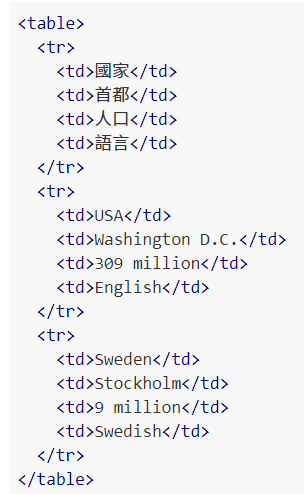 <table>
  <tr>
    <td>國家</td>
    <td>首都</td>
    <td>人口</td>
    <td>語言</td>
  </tr>
  <tr>
    <td>USA</td>
    <td>Washington D.C.</td>
    <td>309 million</td>
    <td>English</td>
  </tr>
  <tr>
    <td>Sweden</td>
    <td>Stockholm</td>
    <td>9 million</td>
    <td>Swedish</td>
  </tr>
</table>